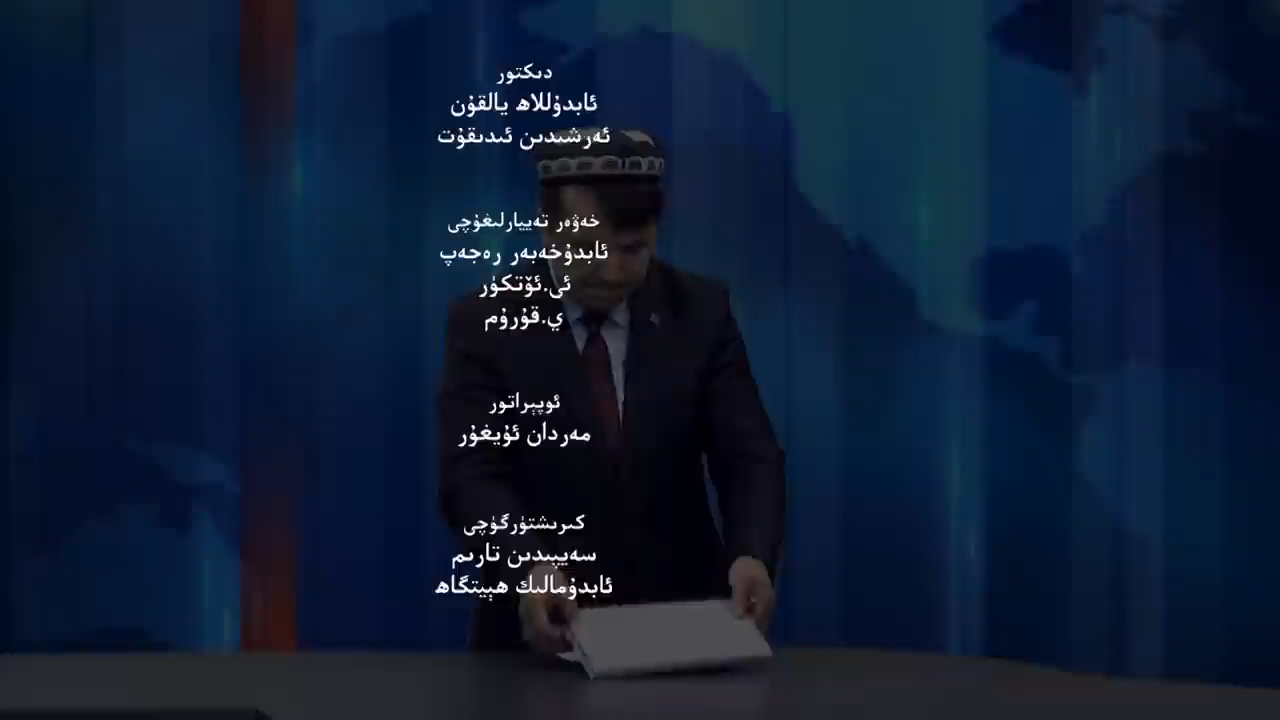 دىكتور
ئابدۇللاھ يالقۇن
ئەرشىدىن ئىدىقۇت
خەۋەر تەييارلىغۇچى
ئابدۇخەبەر رەجەپ
ئى.ئۆتكۈر
ي.قۇرۇم
ئوپېراتور
مەردان ئۇيغۇر
كىرىشتۈرگۈچى
سەيپىدىن تارىم
ئابدۇمالىك ھېيتگاھ